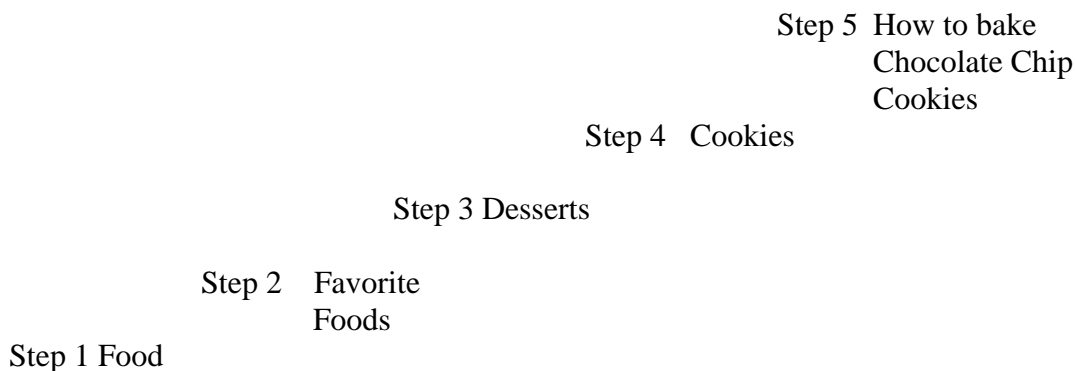 Step 5 How to bake
Chocolate Chip
Cookies
Step 4 Cookies
Step 3 Desserts
Step 2 Favorite
Foods
Step 1 Food